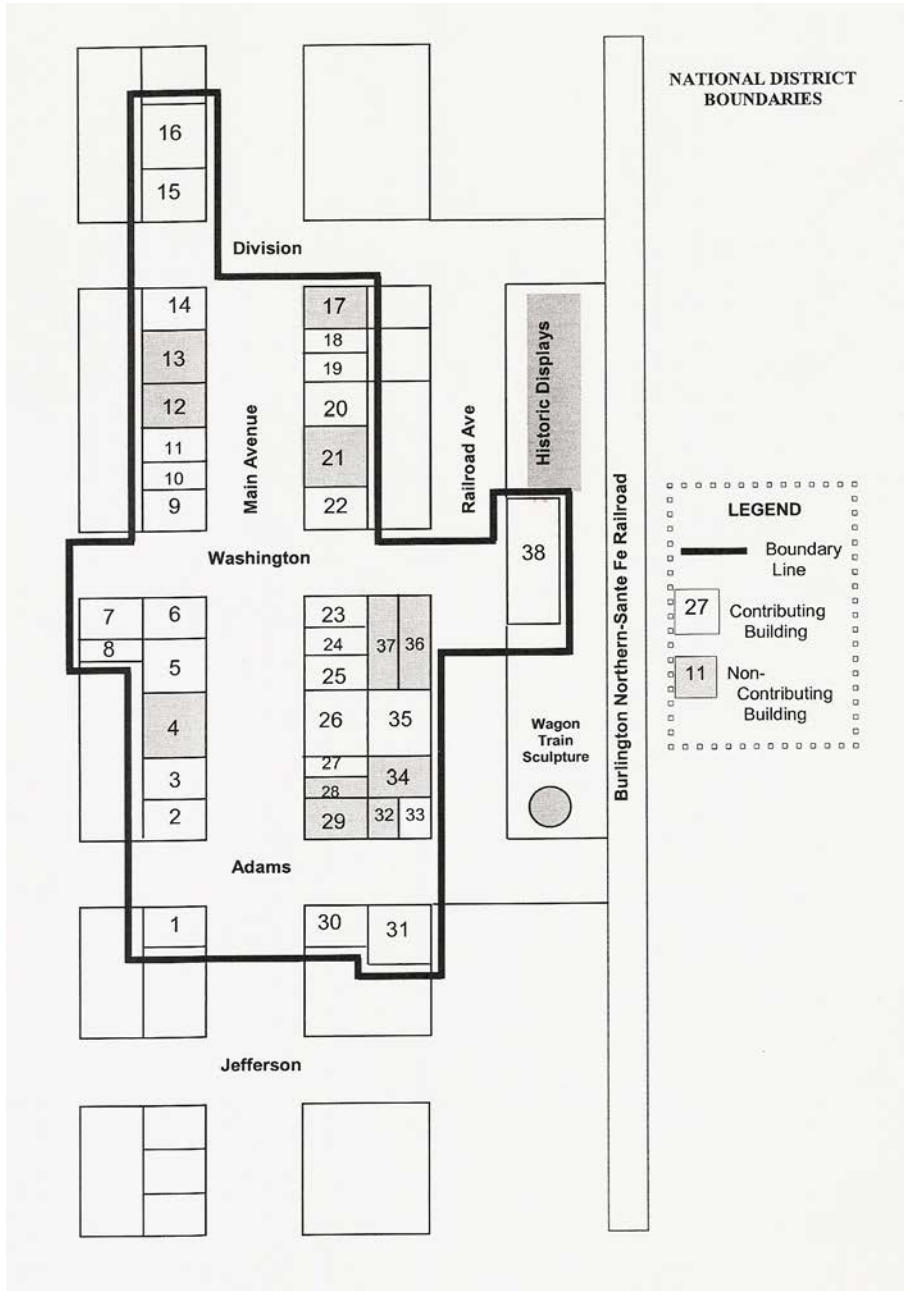 NATIONAL DISTRICT
BOUNDARIES
16
15
Division
14
13
12
11
10
9
Main Avenue
17
18
19
20
21
22
Railroad Ave
Historic Displays
Burlington Northern-Sante Fe Railroad
Washington
38
7
8
6
5
4
3
2
23
24
25
26
27
28
29
37
36
35
34
32
33
Wagon
Train
Sculpture
Adams
1
30
31
Jefferson
LEGEND
Boundary
Line
27
Contributing
Building
11
Non-
Contributing
Building